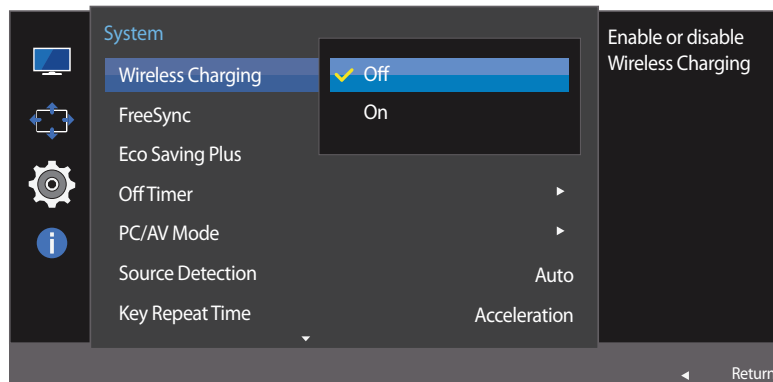 System
Wireless Charging
Off
On
FreeSync
Eco Saving Plus
Off Timer
PC/AV Mode
Source Detection Auto
Key Repeat Time Acceleration
Enable or disable
Wireless Charging
Return